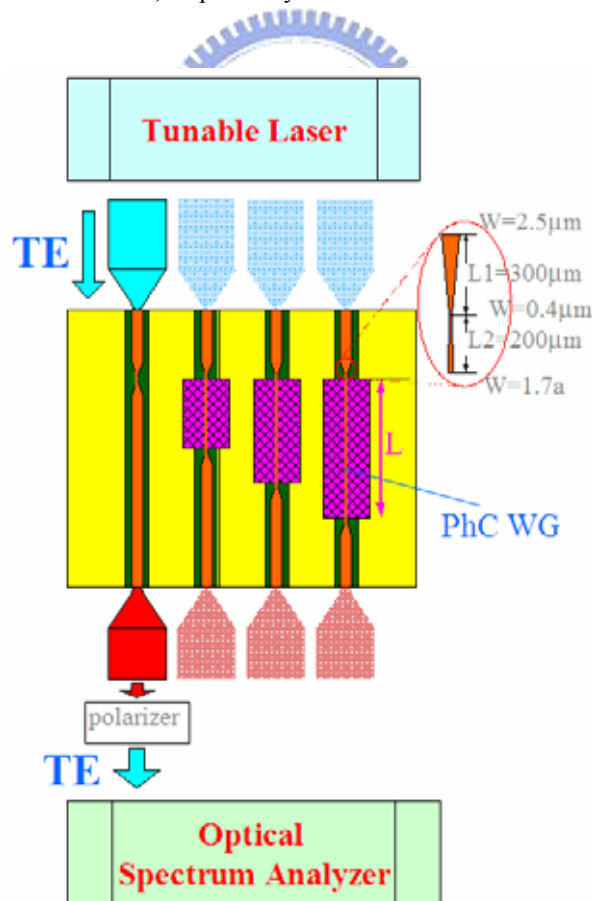 Tunable Laser
TE
W=2.5µm
L1=300µm
W=0.4µm
L2=200µm
W=1.7a
L
PhC WG
polarizer
TE
Optical
Spectrum Analyzer